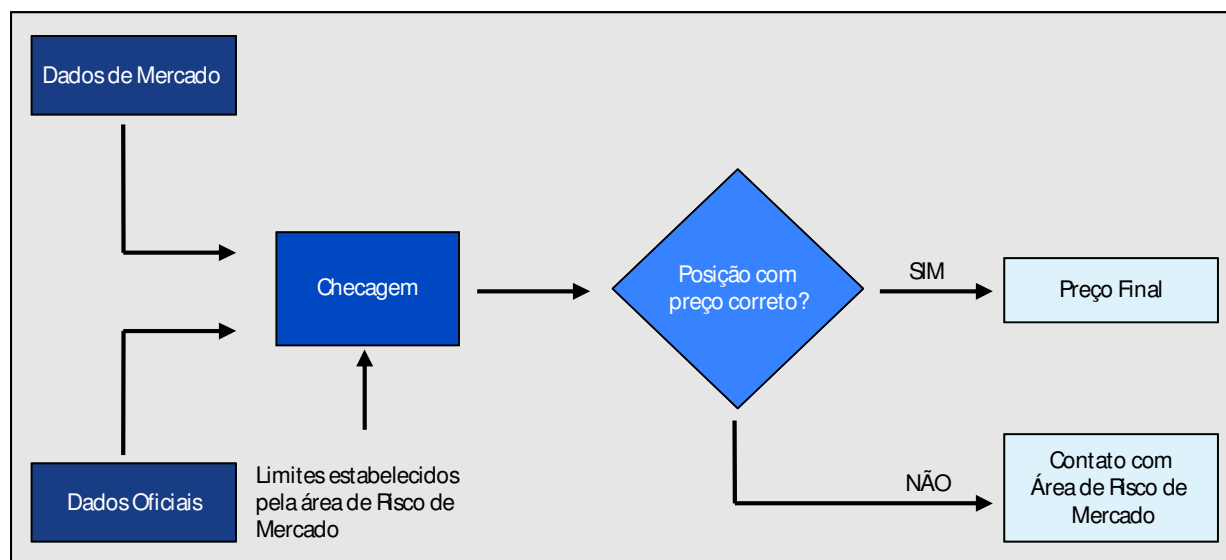 Dados de Mercado
Checagem
Posição com
preço correto?
SIM
Preço Final
Dados Oficiais
Limites estabelecidos
pela área de Risco de
Mercado
NÃO
Contato com
Área de Risco de
Mercado